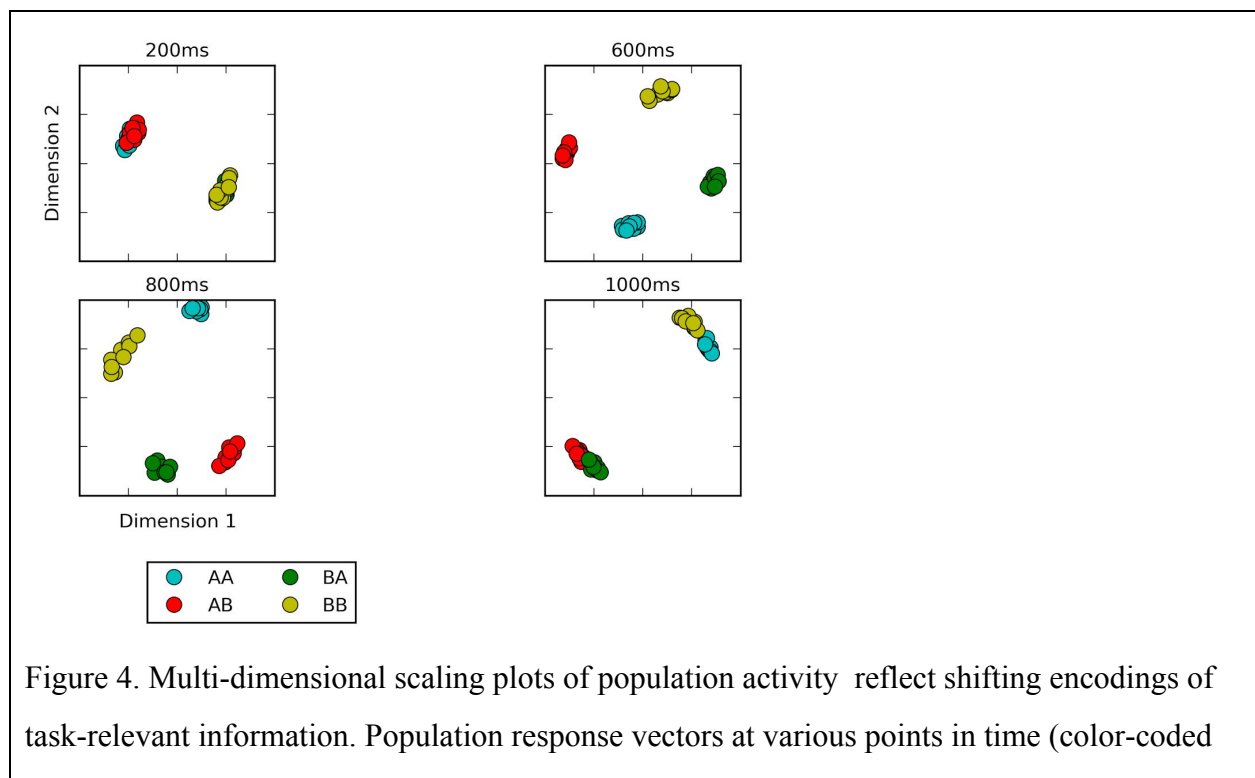 200ms
600ms
Dimension 2
800ms
1000ms
Dimension 1
AA BA
AB BB
Figure 4. Multi-dimensional scaling plots of population activity reflect shifting encodings of
task-relevant information. Population response vectors at various points in time (color-coded